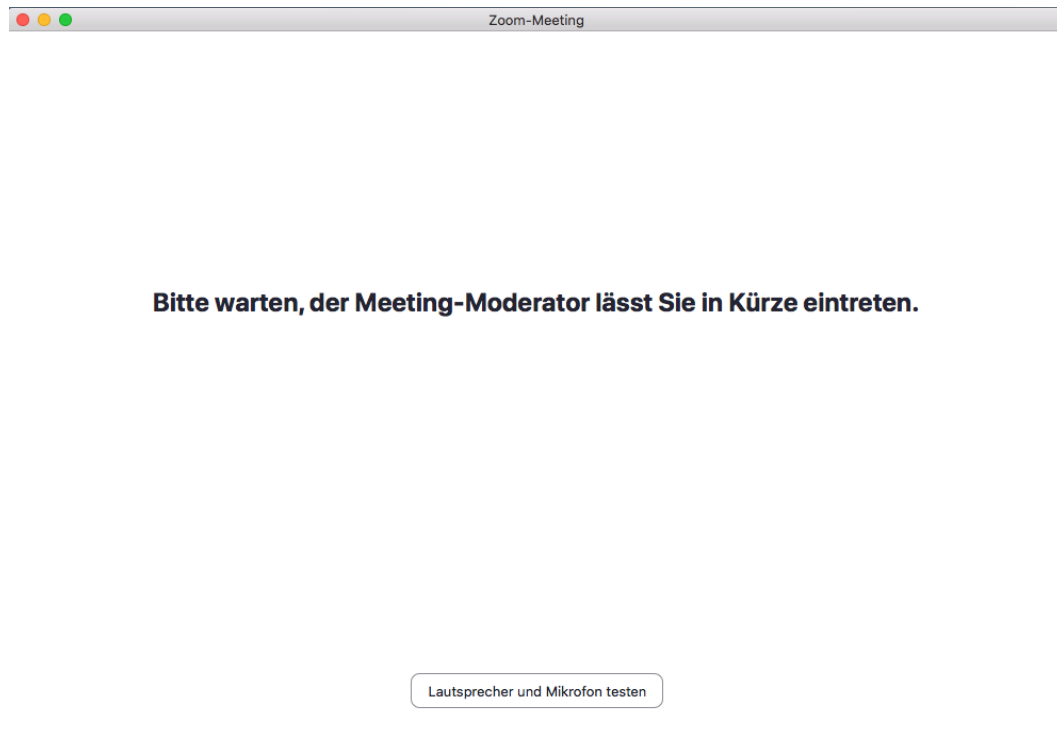 Zoom-Meeting
Bitte warten, der Meeting-Moderator lässt Sie in Kürze eintreten.
Lautsprecher und Mikrofon testen